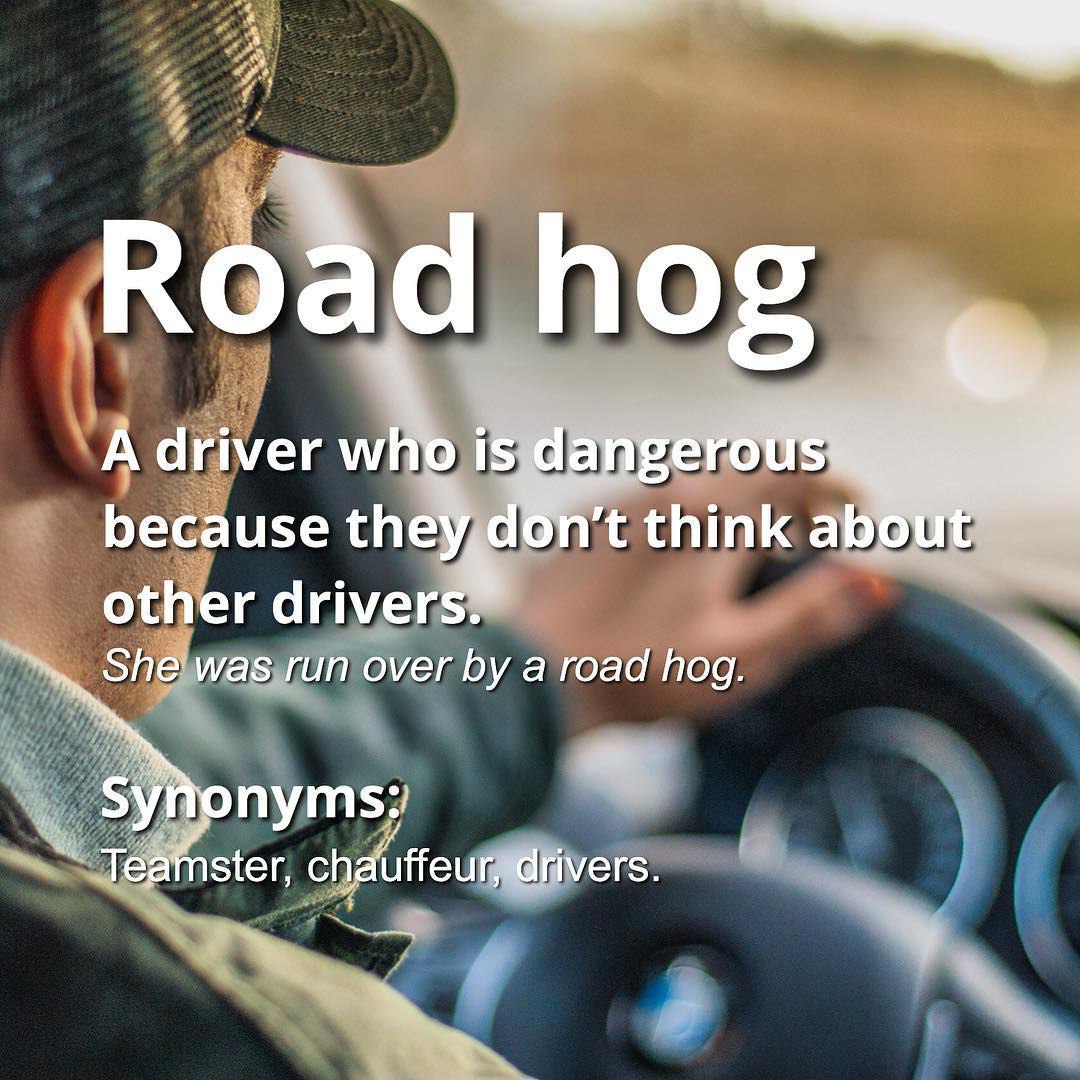 Road hog
A driver who is dangerous
because they don’t think about
other drivers.
She was run over by a road hog.
Synonyms:
Teamster, chauffeur, drivers.